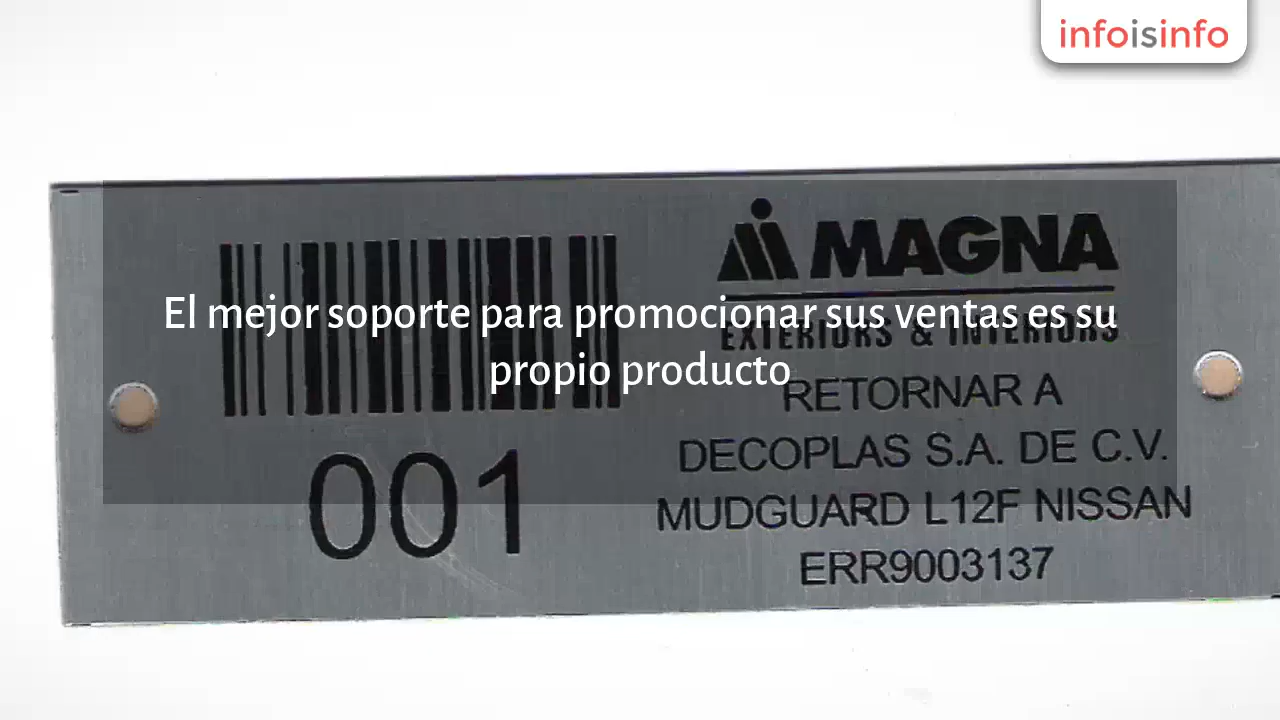 infoisinfo
MAGNA
El mejor soporte para promocionar sus ventas es su
EXTERIORS & INTERIORS
propio producto
RETORNAR A
DECOPLAS S.A. DE C.V.
001
MUDGUARD L12F NISSAN
ERR9003137